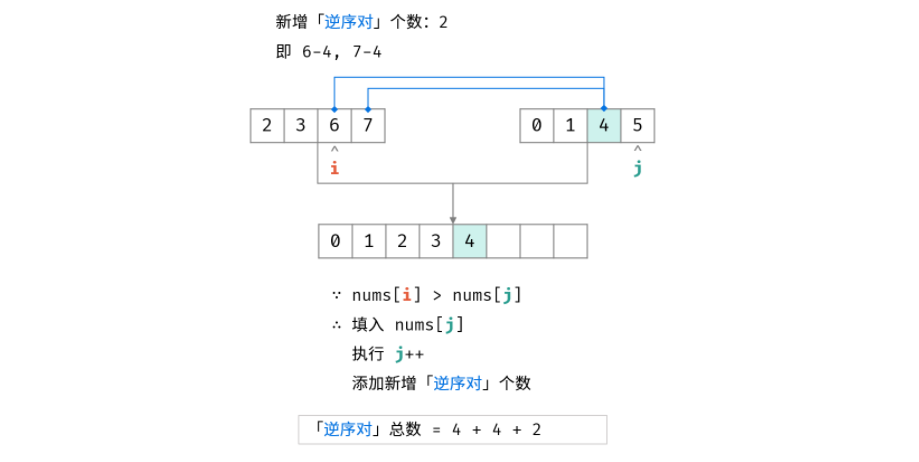 新增「逆序对」个数：2
即 6-4, 7-4
2 3 6 7 0 1 4 5
^ ^
i j
0 1 2 3 4
∵ nums[i] > nums[j]
∴ 填入 nums[j]
执行 j++
添加新增「逆序对」个数
「逆序对」总数 = 4 + 4 + 2